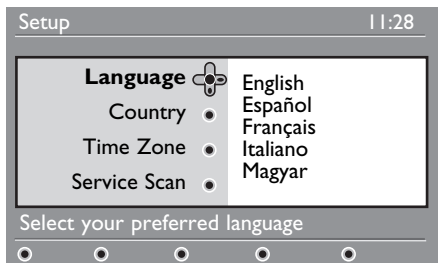 Setup 11:28
Language
Country
Time Zone
Service Scan
English
Español
Français
Italiano
Magyar
Select your preferred language